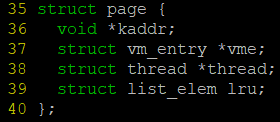 35 struct page {
36   void *kaddr;
37   struct vm_entry *vme;
38   struct thread *thread;
39   struct list_elem lru;
40 };